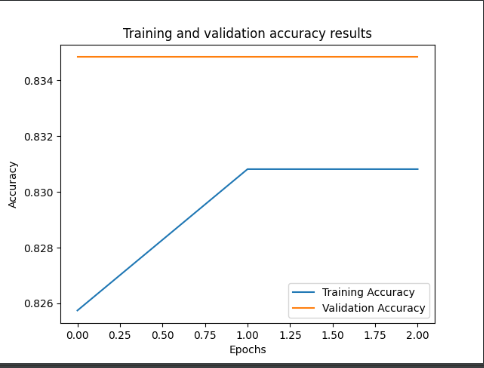 Training and validation accuracy results
0.834
0.832
0.830
0.828
0.826
Accuracy
0.00 0.25 0.50 0.75 1.00 1.25 1.50 1.75 2.00
Epochs
Training Accuracy
Validation Accuracy